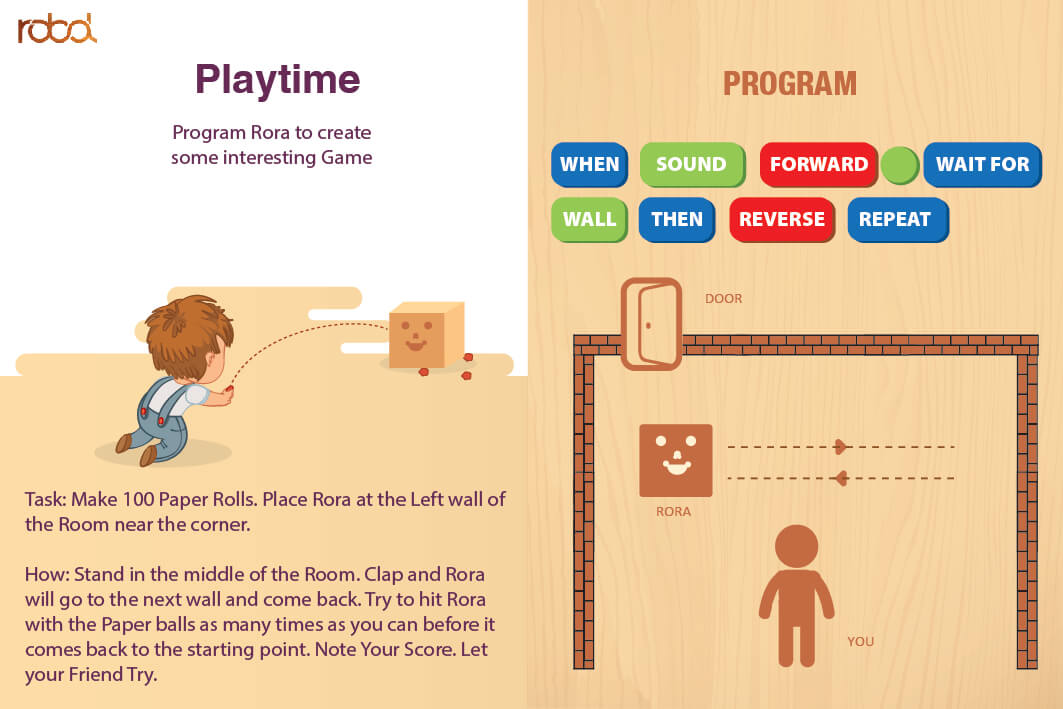 robol
Playtime
Program Rora to create
some interesting Game
Task: Make 100 Paper Rolls. Place Rora at the Left wall of
the Room near the corner.
How: Stand in the middle of the Room. Clap and Rora
will go to the next wall and come back. Try to hit Rora
with the Paper balls as many times as you can before it
comes back to the starting point. Note Your Score. Let
your Friend Try.
PROGRAM
WHEN SOUND FORWARD WAIT FOR
WALL THEN REVERSE REPEAT
DOOR
RORA
YOU